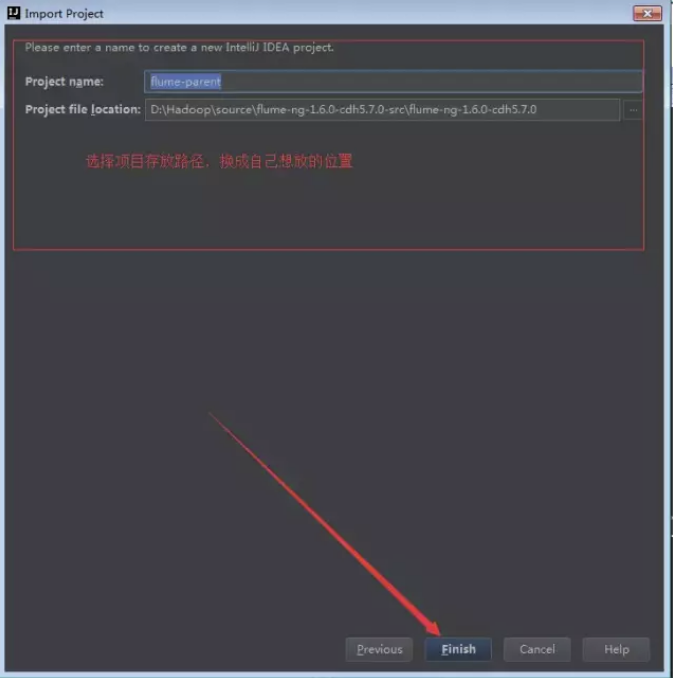 Import Project
Please enter a name to create a new IntelliJ IDEA project.
Project name: flume-parent
Project file location: D:\Hadoop\source\flume-ng-1.6.0-cdh5.7.0-src\flume-ng-1.6.0-cdh5.7.0 ...
选择项目存放路径，换成自己想放的位置
Previous Finish Cancel Help